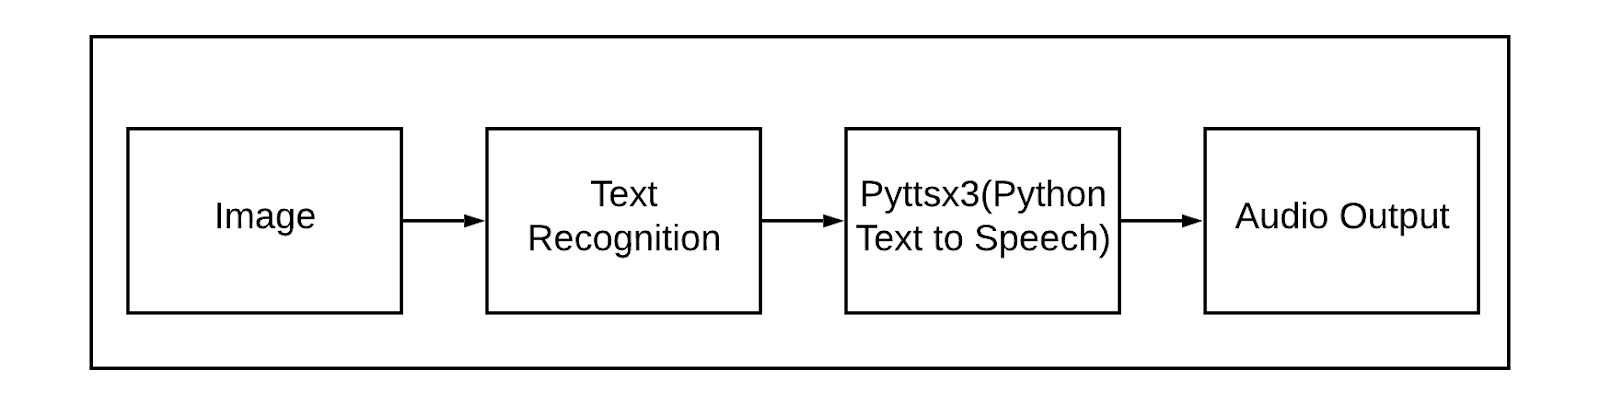 Image
Text
Recognition
Pyttsx3(Python
Text to Speech)
Audio Output